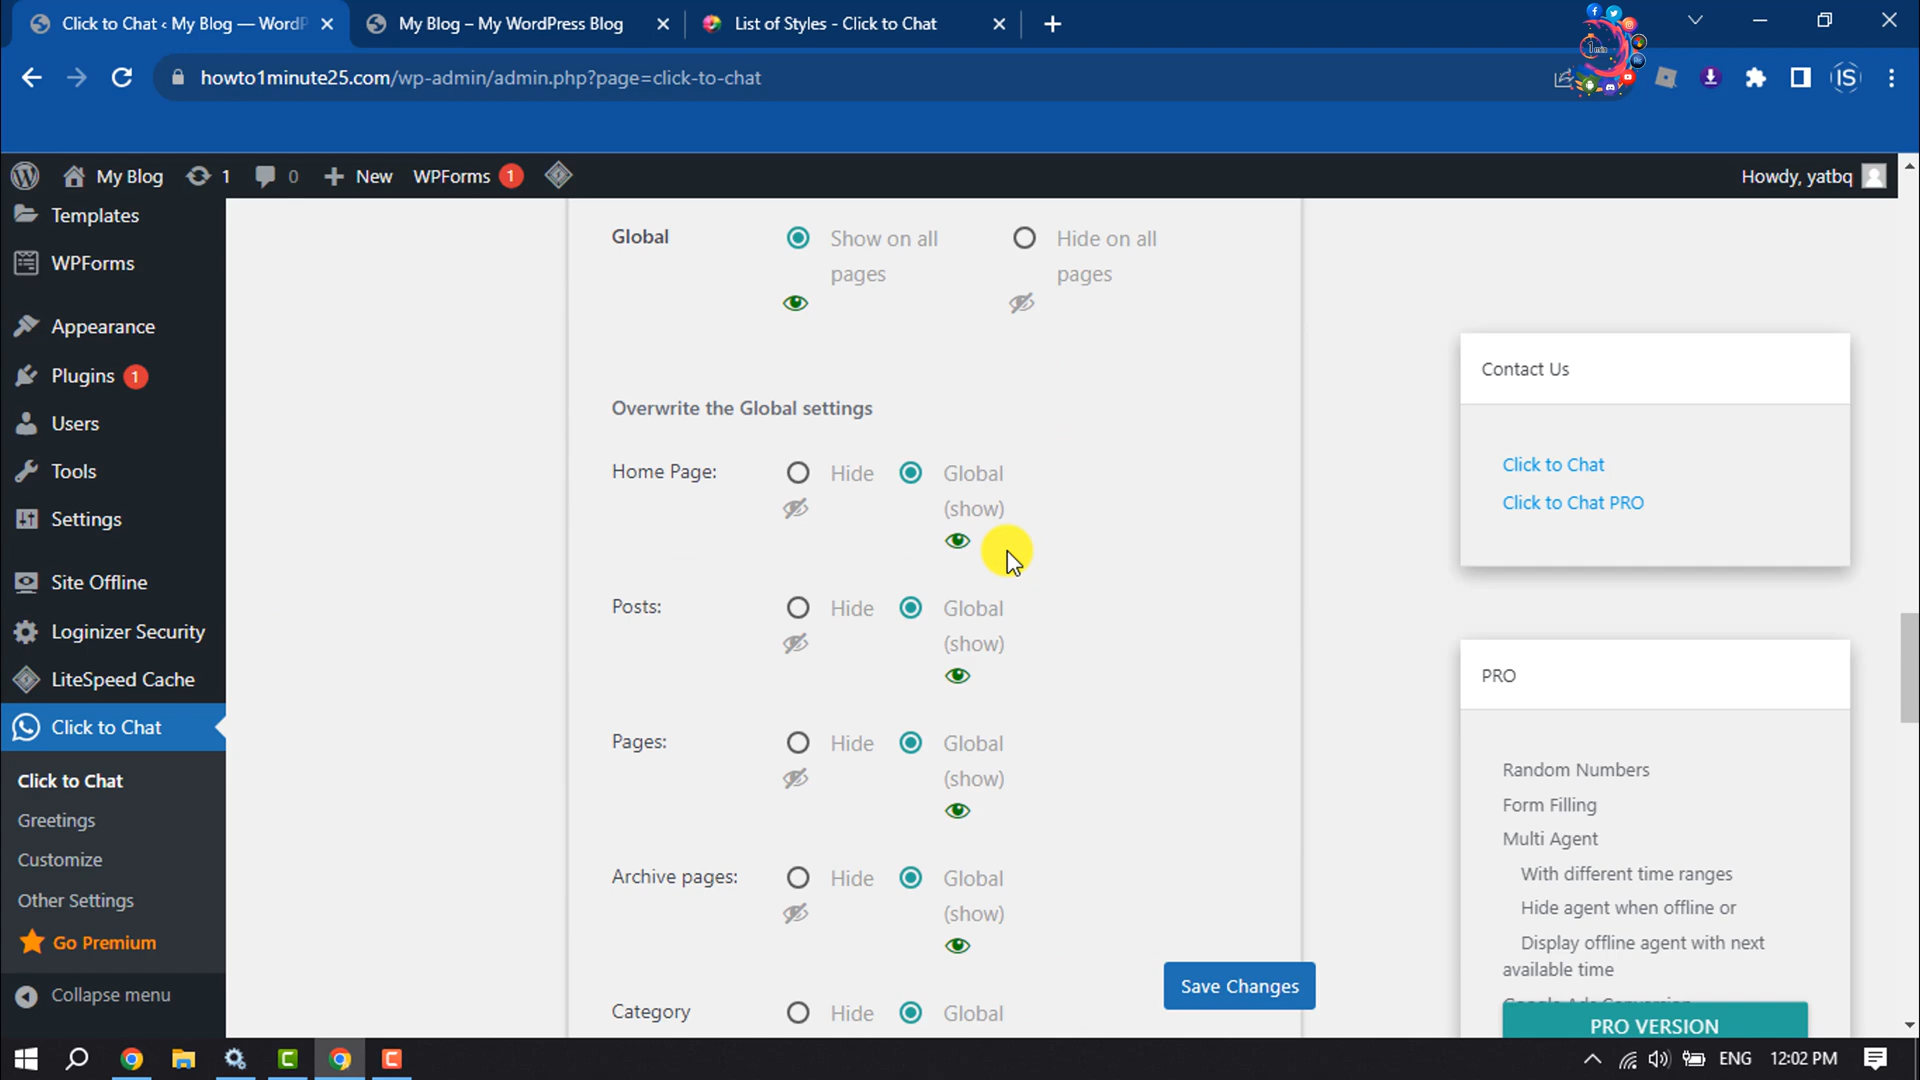 Click to Chat ‹ My Blog — WordP
My Blog – My WordPress Blog
List of Styles - Click to Chat
howto1minute25.com/wp-admin/admin.php?page=click-to-chat
1min
IS
My Blog
1
0
New
WPForms 1
Howdy, yatbq
Templates
WPForms
Appearance
Plugins 1
Users
Tools
Settings
Site Offline
Loginizer Security
LiteSpeed Cache
Click to Chat
Click to Chat
Greetings
Customize
Other Settings
Go Premium
Collapse menu
Global
Show on all
pages
Hide on all
pages
Overwrite the Global settings
Home Page:
Hide
Global
(show)
Posts:
Hide
Global
(show)
Pages:
Hide
Global
(show)
Archive pages:
Hide
Global
(show)
Category
Hide
Global
Save Changes
Contact Us
Click to Chat
Click to Chat PRO
PRO
Random Numbers
Form Filling
Multi Agent
With different time ranges
Hide agent when offline or
Display offline agent with next
available time
Google Ads Conversion
PRO VERSION
ENG
12:02 PM